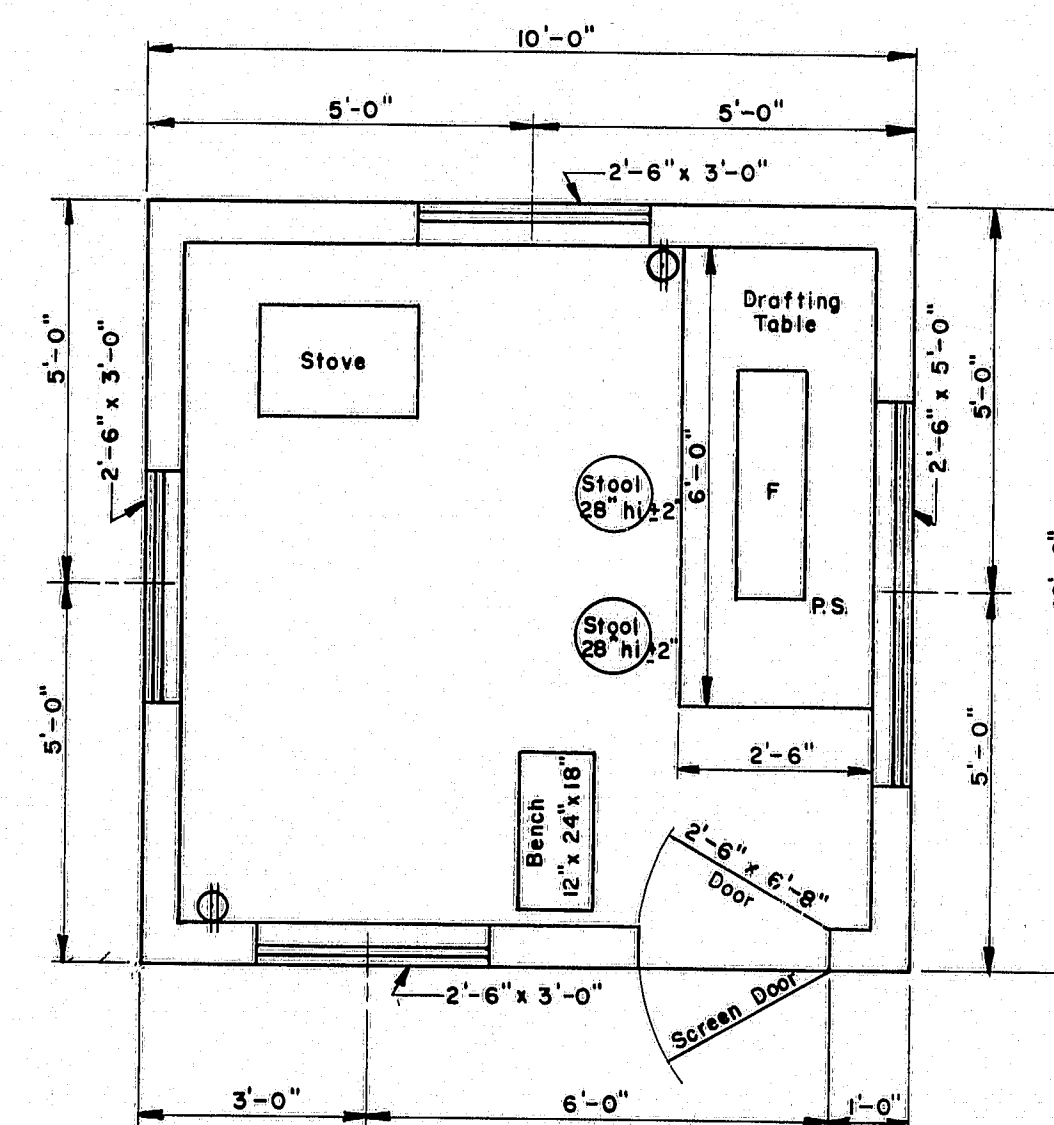 10'-0"
5'-0"
5'-0"
2'-6" x 3'-0"
5'-0"
2'-6" x 3'-0"
Drafting
Table
Stove
2'-6" x 5'-0"
5'-0"
6'-0"
Stool
28" hi ±2"
F
P.S.
Stool
28" hi ±2"
5'-0"
5'-0"
2'-6"
Bench
12" x 24" x 18"
2'-6" x 6'-8"
Door
Screen Door
2'-6" x 3'-0"
3'-0"
6'-0"
1'-0"